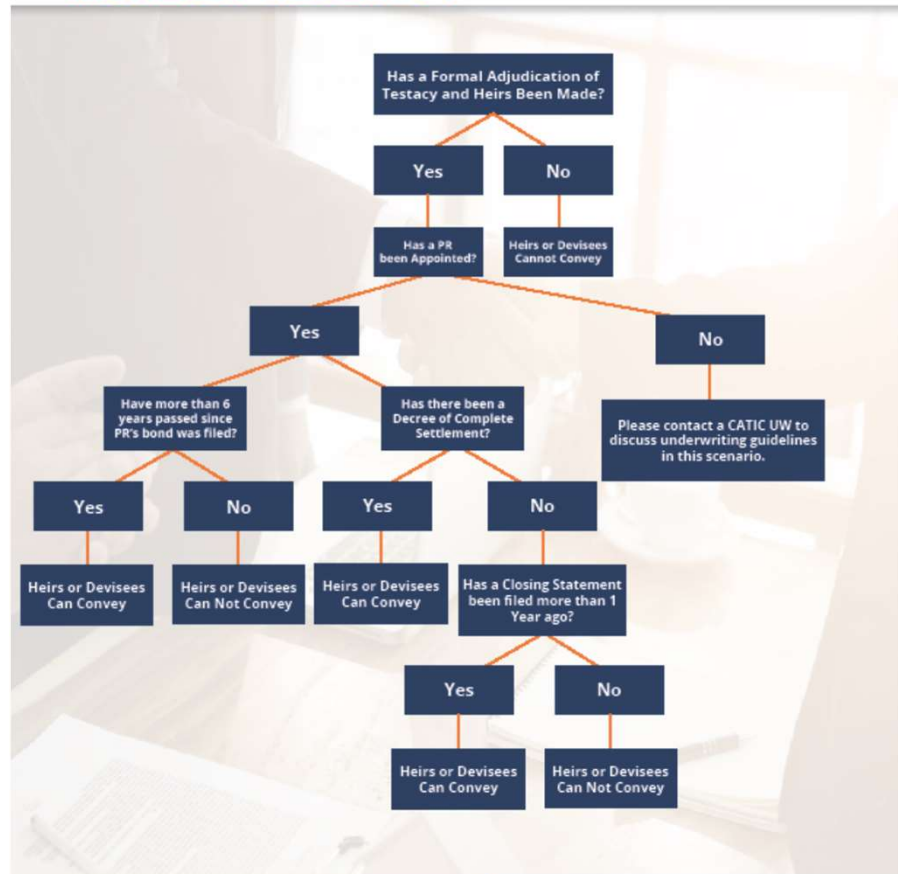 Has a Formal Adjudication of
Testacy and Heirs Been Made?
Yes
No
Has a PR
been Appointed?
Heirs or Devisees
Cannot Convey
Yes
No
Have more than 6
years passed since
PR's bond was filed?
Has there been a
Decree of Complete
Settlement?
Please contact a CATIC UW to
discuss underwriting guidelines
in this scenario.
Yes
No
Yes
No
Heirs or Devisees
Can Convey
Heirs or Devisees
Can Not Convey
Heirs or Devisees
Can Convey
Has a Closing Statement
been filed more than 1
Year ago?
Yes
No
Heirs or Devisees
Can Convey
Heirs or Devisees
Can Not Convey